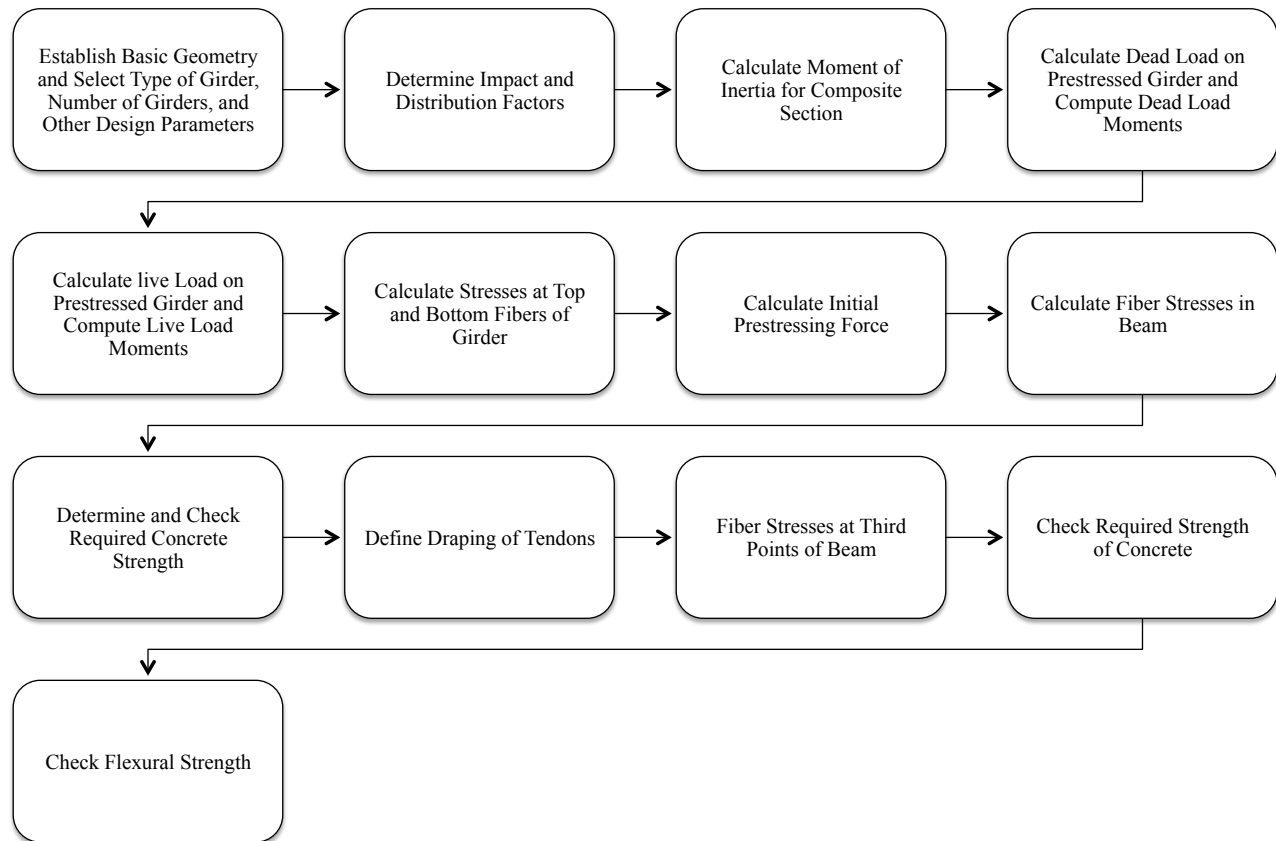 Establish Basic Geometry
and Select Type of Girder,
Number of Girders, and
Other Design Parameters
Determine Impact and
Distribution Factors
Calculate Moment of
Inertia for Composite
Section
Calculate Dead Load on
Prestressed Girder and
Compute Dead Load
Moments
Calculate live Load on
Prestressed Girder and
Compute Live Load
Moments
Calculate Stresses at Top
and Bottom Fibers of
Girder
Calculate Initial
Prestressing Force
Calculate Fiber Stresses in
Beam
Determine and Check
Required Concrete
Strength
Define Draping of Tendons
Fiber Stresses at Third
Points of Beam
Check Required Strength
of Concrete
Check Flexural Strength